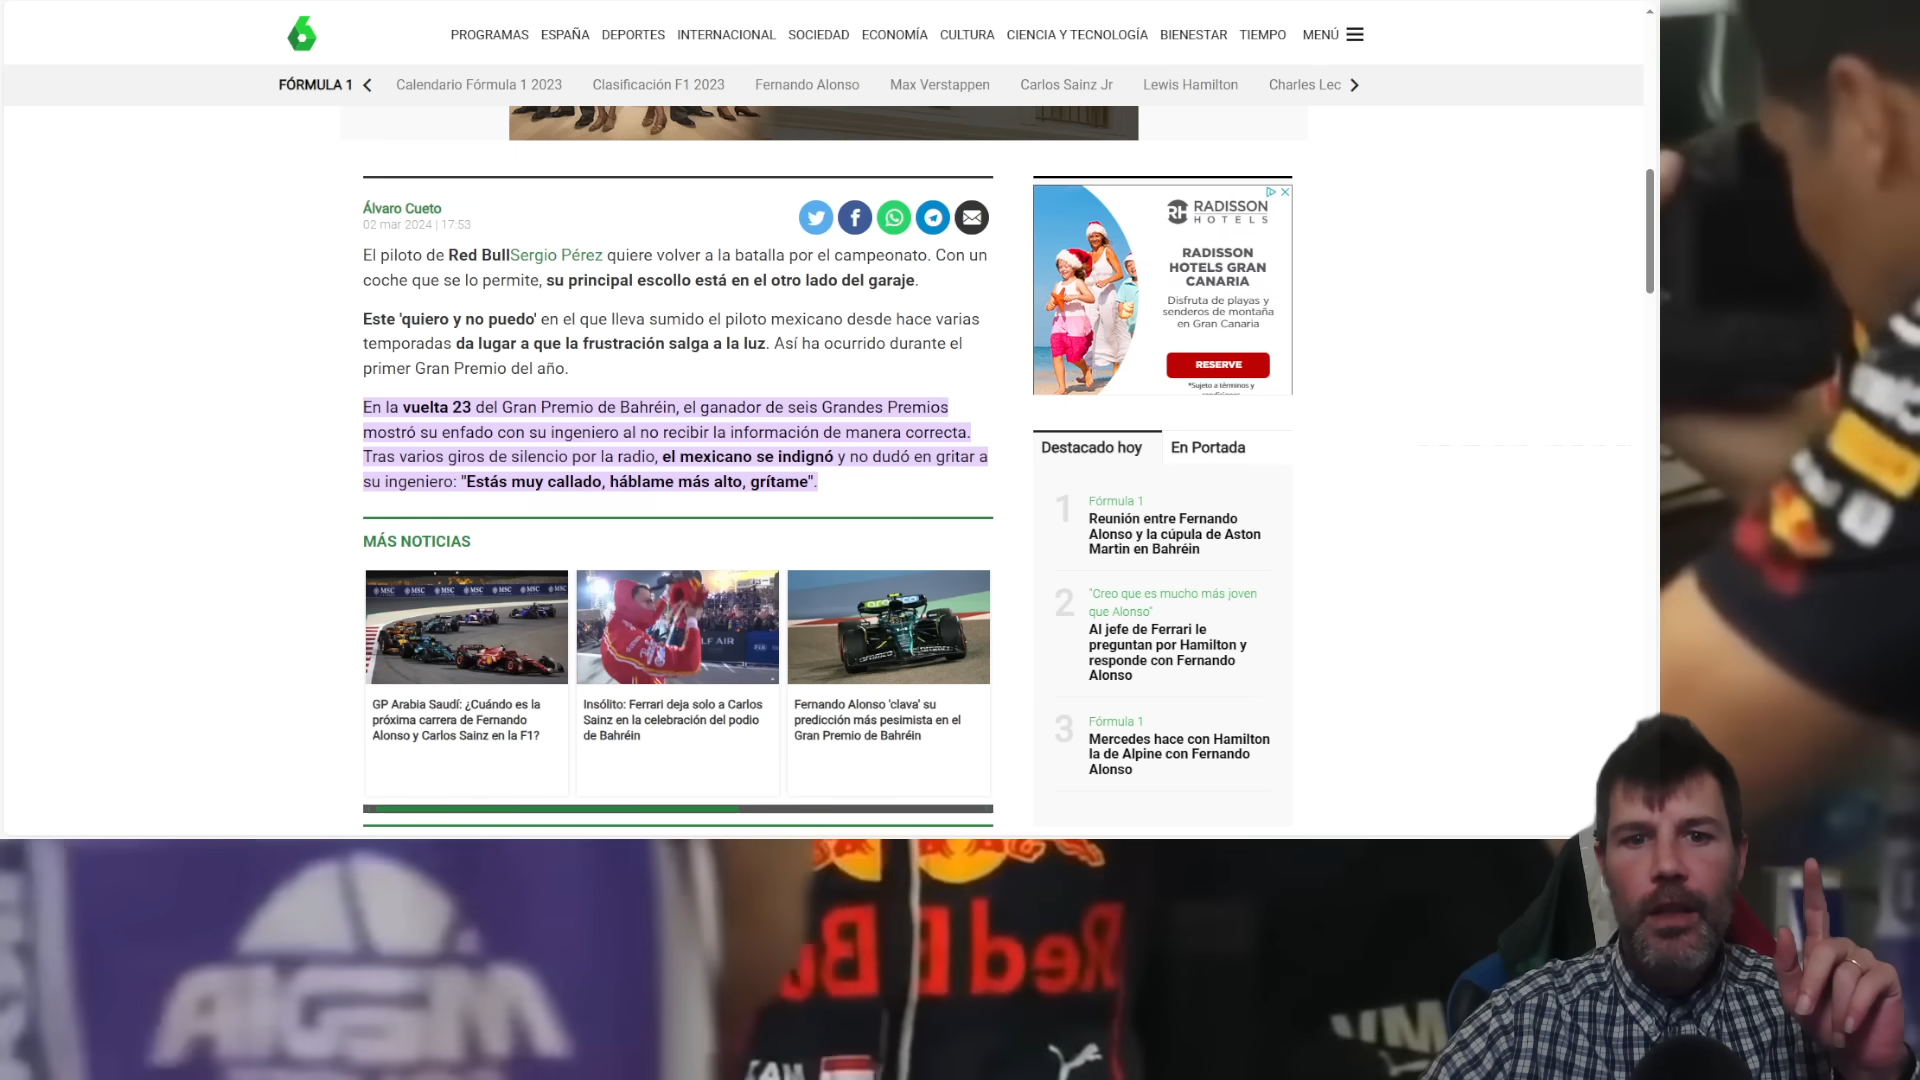 PROGRAMAS ESPAÑA DEPORTES INTERNACIONAL SOCIEDAD ECONOMÍA CULTURA CIENCIA Y TECNOLOGÍA BIENESTAR TIEMPO MENÚ
FÓRMULA 1 Calendario Fórmula 1 2023 Clasificación F1 2023 Fernando Alonso Max Verstappen Carlos Sainz Jr Lewis Hamilton Charles Lec
Álvaro Cueto
02 mar 2024 | 17:53
El piloto de Red BullSergio Pérez quiere volver a la batalla por el campeonato. Con un
coche que se lo permite, su principal escollo está en el otro lado del garaje.
Este 'quiero y no puedo' en el que lleva sumido el piloto mexicano desde hace varias
temporadas da lugar a que la frustración salga a la luz. Así ha ocurrido durante el
primer Gran Premio del año.
En la vuelta 23 del Gran Premio de Bahréin, el ganador de seis Grandes Premios
mostró su enfado con su ingeniero al no recibir la información de manera correcta.
Tras varios giros de silencio por la radio, el mexicano se indignó y no dudó en gritar a
su ingeniero: "Estás muy callado, háblame más alto, grítame".
MÁS NOTICIAS
GP Arabia Saudí: ¿Cuándo es la
próxima carrera de Fernando
Alonso y Carlos Sainz en la F1?
Insólito: Ferrari deja solo a Carlos
Sainz en la celebración del podio
de Bahréin
Fernando Alonso 'clava' su
predicción más pesimista en el
Gran Premio de Bahréin
RH RADISSON
HOTELS
RADISSON
HOTELS GRAN
CANARIA
Disfruta de playas y
senderos de montaña
en Gran Canaria
RESERVE
*Sujeto a términos y
Destacado hoy En Portada
1
Fórmula 1
Reunión entre Fernando
Alonso y la cúpula de Aston
Martin en Bahréin
2
"Creo que es mucho más joven
que Alonso"
Al jefe de Ferrari le
preguntan por Hamilton y
responde con Fernando
Alonso
3
Fórmula 1
Mercedes hace con Hamilton
la de Alpine con Fernando
Alonso
Red Bu